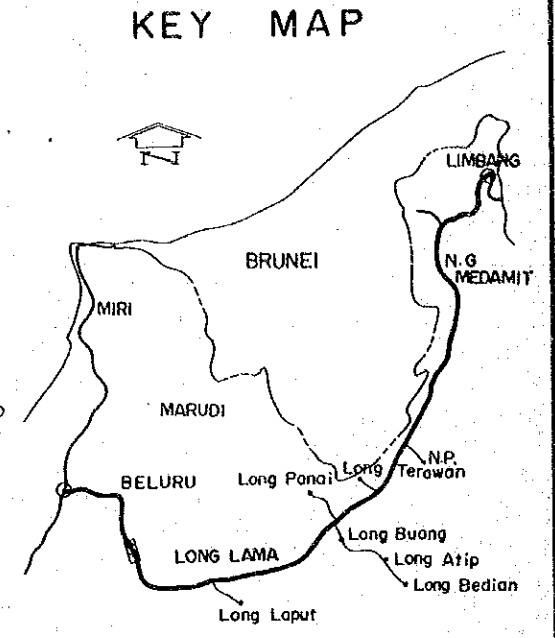 KEY MAP
N
LIMBANG
BRUNEI
N.G
MEDAMIT
MIRI
MARUDI
BELURU
Long Panai
Long
Terawan
N.P.
Long Buang
LONG LAMA
Long Atip
Long Bedian
Long Laput